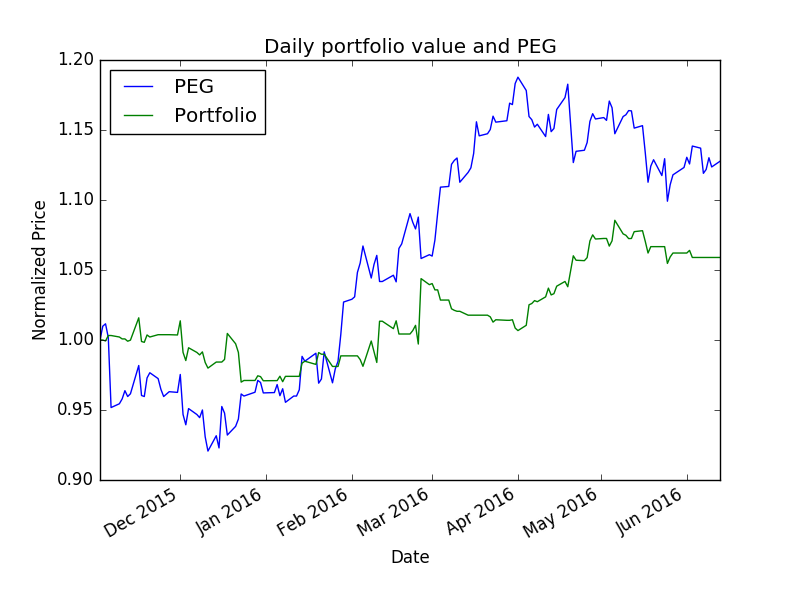 Daily portfolio value and PEG
1.20
1.15
1.10
1.05
1.00
0.95
0.90
PEG
Portfolio
Normalized Price
Dec 2015
Jan 2016
Feb 2016
Mar 2016
Apr 2016
May 2016
Jun 2016
Date